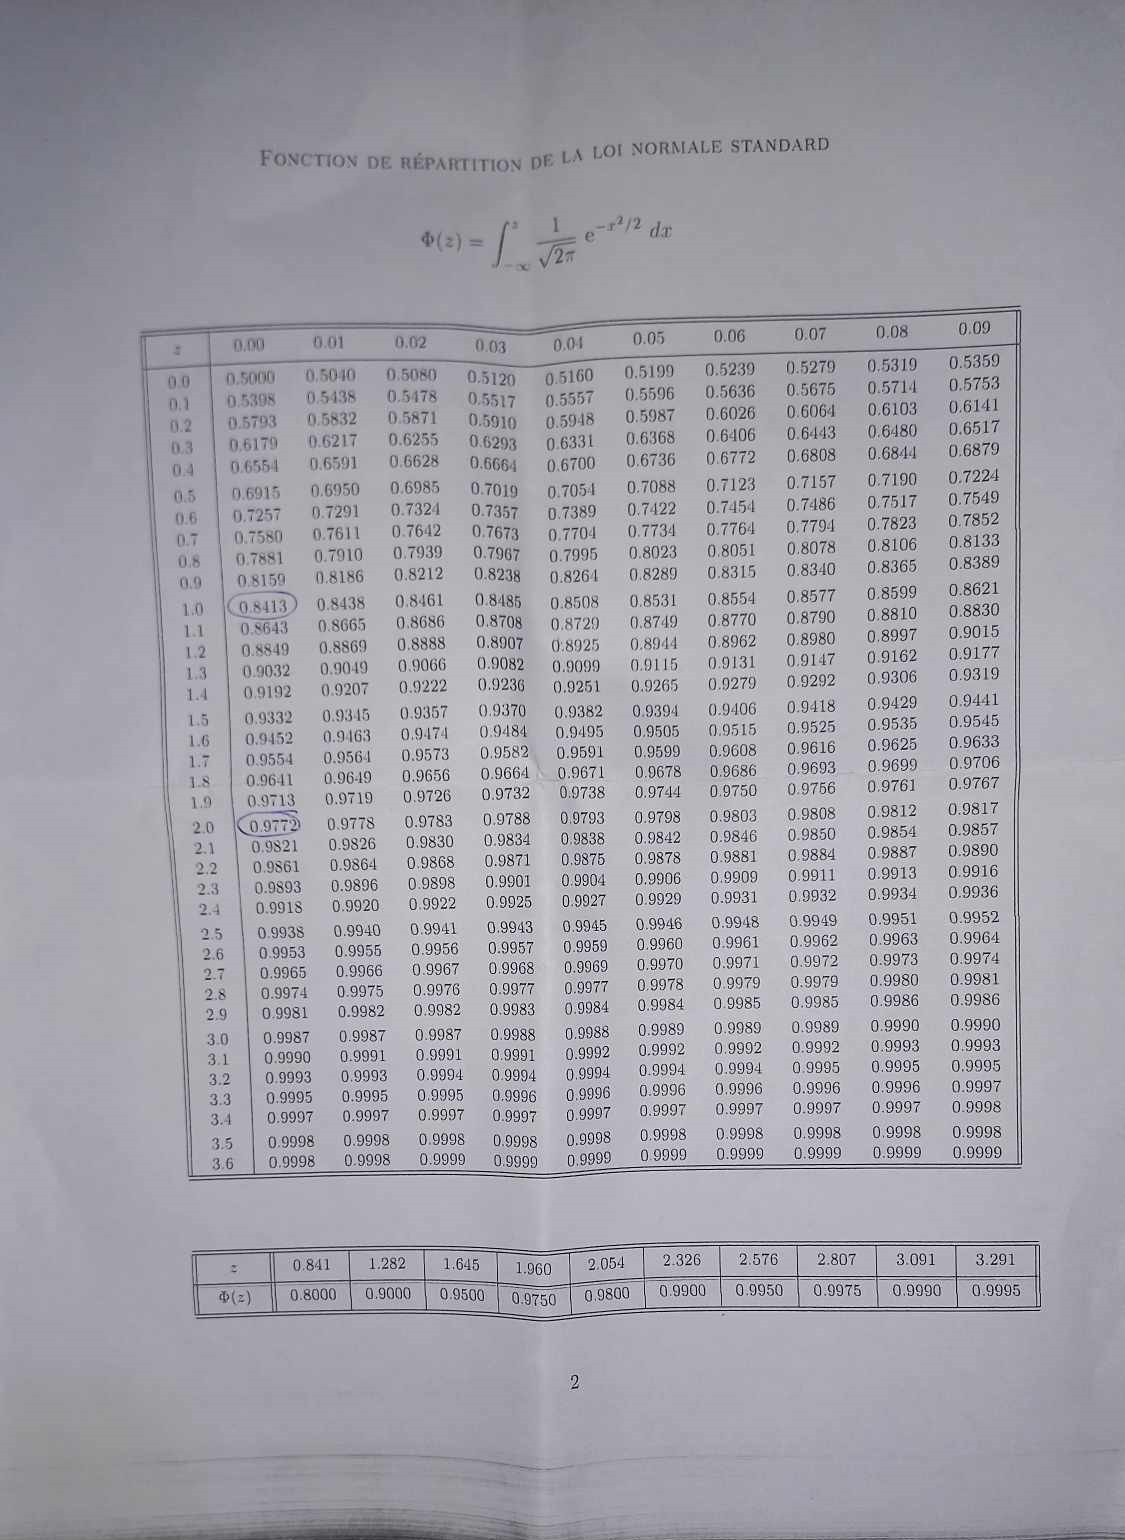 FONCTION DE RÉPARTITION DE LA LOI NORMALE STANDARD
Φ(z) = ∫_{-∞}^{z} 1/√2π e^{-x²/2} dx
z 0.00 0.01 0.02 0.03 0.04 0.05 0.06 0.07 0.08 0.09
0.0 0.5000 0.5040 0.5080 0.5120 0.5160 0.5199 0.5239 0.5279 0.5319 0.5359
0.1 0.5398 0.5438 0.5478 0.5517 0.5557 0.5596 0.5636 0.5675 0.5714 0.5753
0.2 0.5793 0.5832 0.5871 0.5910 0.5948 0.5987 0.6026 0.6064 0.6103 0.6141
0.3 0.6179 0.6217 0.6255 0.6293 0.6331 0.6368 0.6406 0.6443 0.6480 0.6517
0.4 0.6554 0.6591 0.6628 0.6664 0.6700 0.6736 0.6772 0.6808 0.6844 0.6879
0.5 0.6915 0.6950 0.6985 0.7019 0.7054 0.7088 0.7123 0.7157 0.7190 0.7224
0.6 0.7257 0.7291 0.7324 0.7357 0.7389 0.7422 0.7454 0.7486 0.7517 0.7549
0.7 0.7580 0.7611 0.7642 0.7673 0.7704 0.7734 0.7764 0.7794 0.7823 0.7852
0.8 0.7881 0.7910 0.7939 0.7967 0.7995 0.8023 0.8051 0.8078 0.8106 0.8133
0.9 0.8159 0.8186 0.8212 0.8238 0.8264 0.8289 0.8315 0.8340 0.8365 0.8389
1.0 0.8413 0.8438 0.8461 0.8485 0.8508 0.8531 0.8554 0.8577 0.8599 0.8621
1.1 0.8643 0.8665 0.8686 0.8708 0.8729 0.8749 0.8770 0.8790 0.8810 0.8830
1.2 0.8849 0.8869 0.8888 0.8907 0.8925 0.8944 0.8962 0.8980 0.8997 0.9015
1.3 0.9032 0.9049 0.9066 0.9082 0.9099 0.9115 0.9131 0.9147 0.9162 0.9177
1.4 0.9192 0.9207 0.9222 0.9236 0.9251 0.9265 0.9279 0.9292 0.9306 0.9319
1.5 0.9332 0.9345 0.9357 0.9370 0.9382 0.9394 0.9406 0.9418 0.9429 0.9441
1.6 0.9452 0.9463 0.9474 0.9484 0.9495 0.9505 0.9515 0.9525 0.9535 0.9545
1.7 0.9554 0.9564 0.9573 0.9582 0.9591 0.9599 0.9608 0.9616 0.9625 0.9633
1.8 0.9641 0.9649 0.9656 0.9664 0.9671 0.9678 0.9686 0.9693 0.9699 0.9706
1.9 0.9713 0.9719 0.9726 0.9732 0.9738 0.9744 0.9750 0.9756 0.9761 0.9767
2.0 0.9772 0.9778 0.9783 0.9788 0.9793 0.9798 0.9803 0.9808 0.9812 0.9817
2.1 0.9821 0.9826 0.9830 0.9834 0.9838 0.9842 0.9846 0.9850 0.9854 0.9857
2.2 0.9861 0.9864 0.9868 0.9871 0.9875 0.9878 0.9881 0.9884 0.9887 0.9890
2.3 0.9893 0.9896 0.9898 0.9901 0.9904 0.9906 0.9909 0.9911 0.9913 0.9916
2.4 0.9918 0.9920 0.9922 0.9925 0.9927 0.9929 0.9931 0.9932 0.9934 0.9936
2.5 0.9938 0.9940 0.9941 0.9943 0.9945 0.9946 0.9948 0.9949 0.9951 0.9952
2.6 0.9953 0.9955 0.9956 0.9957 0.9959 0.9960 0.9961 0.9962 0.9963 0.9964
2.7 0.9965 0.9966 0.9967 0.9968 0.9969 0.9970 0.9971 0.9972 0.9973 0.9974
2.8 0.9974 0.9975 0.9976 0.9977 0.9977 0.9978 0.9979 0.9979 0.9980 0.9981
2.9 0.9981 0.9982 0.9982 0.9983 0.9984 0.9984 0.9985 0.9985 0.9986 0.9986
3.0 0.9987 0.9987 0.9987 0.9988 0.9988 0.9989 0.9989 0.9989 0.9990 0.9990
3.1 0.9990 0.9991 0.9991 0.9991 0.9992 0.9992 0.9992 0.9992 0.9993 0.9993
3.2 0.9993 0.9993 0.9994 0.9994 0.9994 0.9994 0.9994 0.9995 0.9995 0.9995
3.3 0.9995 0.9995 0.9995 0.9996 0.9996 0.9996 0.9996 0.9996 0.9996 0.9997
3.4 0.9997 0.9997 0.9997 0.9997 0.9997 0.9997 0.9997 0.9997 0.9997 0.9998
3.5 0.9998 0.9998 0.9998 0.9998 0.9998 0.9998 0.9998 0.9998 0.9998 0.9998
3.6 0.9998 0.9998 0.9999 0.9999 0.9999 0.9999 0.9999 0.9999 0.9999 0.9999
z 0.841 1.282 1.645 1.960 2.054 2.326 2.576 2.807 3.091 3.291
Φ(z) 0.8000 0.9000 0.9500 0.9750 0.9800 0.9900 0.9950 0.9975 0.9990 0.9995
2